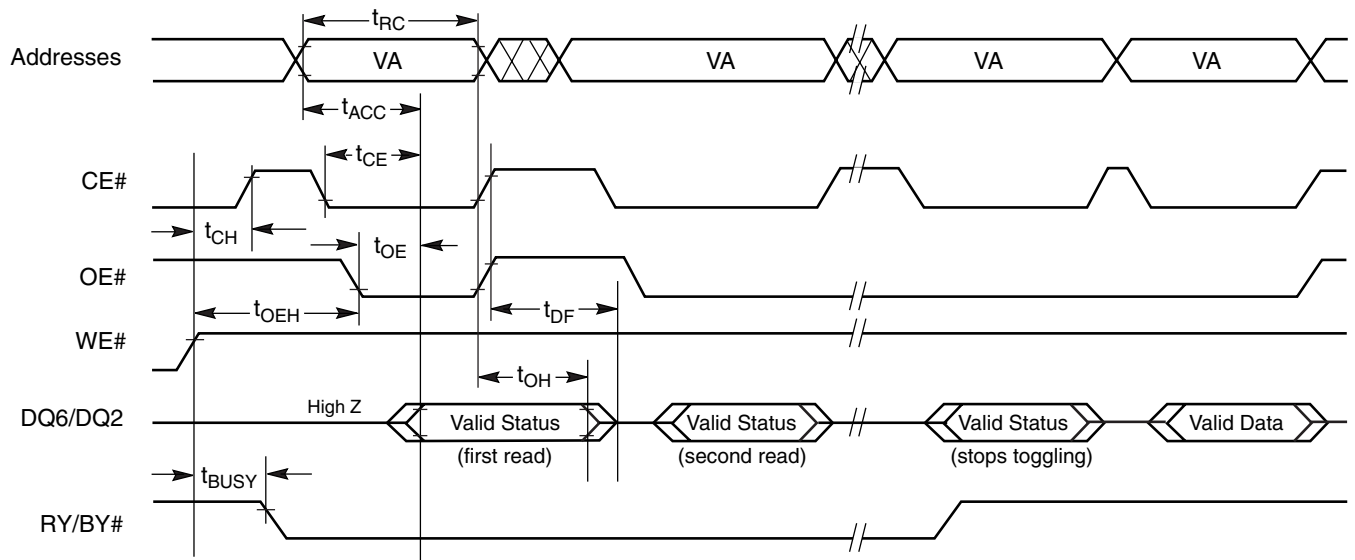 tRC
Addresses VA VA VA VA
tACC
tCE
CE#
tCH tOE
OE#
tOEH tDF
WE#
tOH
DQ6/DQ2 High Z Valid Status Valid Status Valid Status Valid Data
(first read) (second read) (stops toggling)
tBUSY
RY/BY#